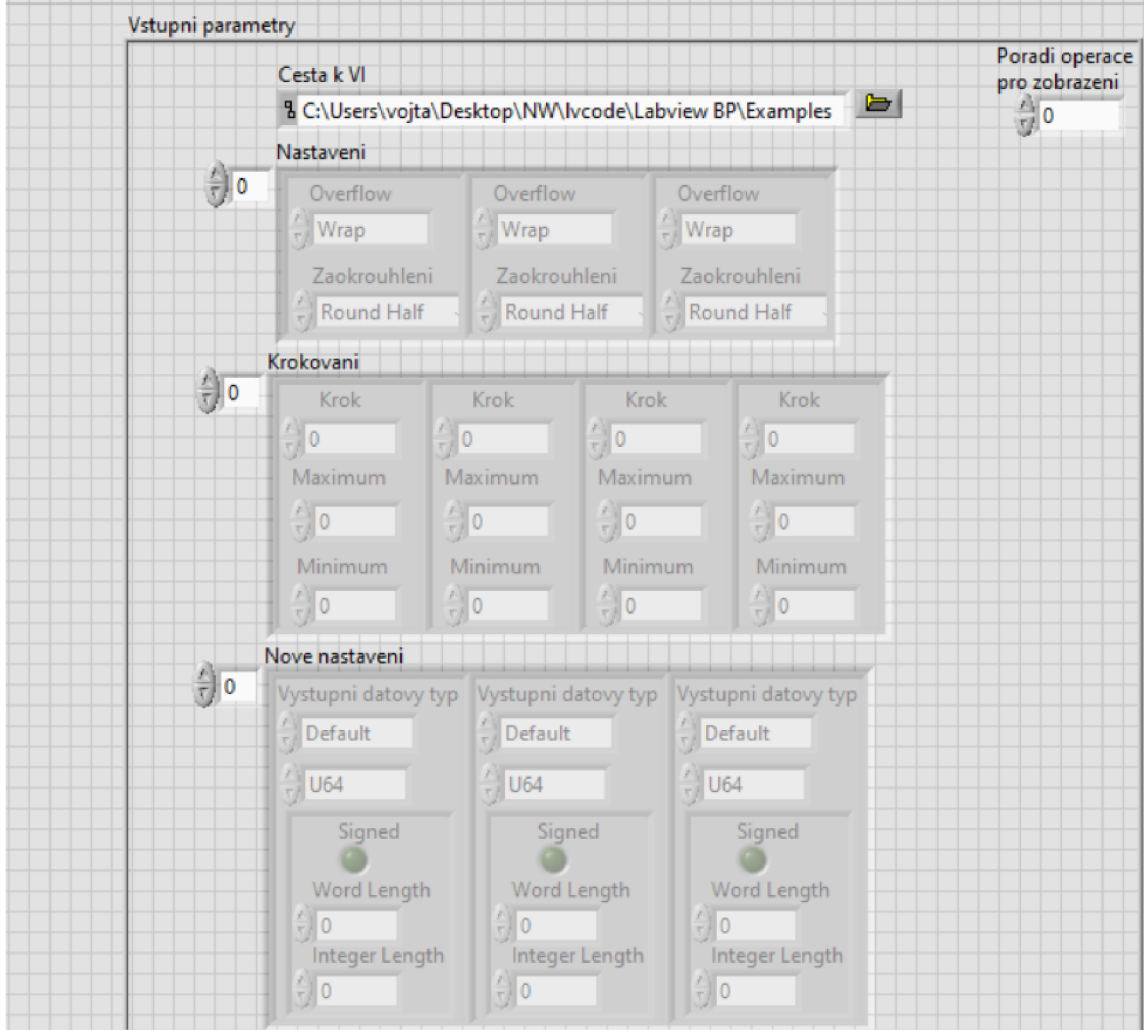 Vstupni parametry
Poradi operace
pro zobrazeni
0
Cesta k VI
C:\Users\vojta\Desktop\NW\lvcode\Labview BP\Examples
Nastaveni
0
Overflow Overflow Overflow
Wrap Wrap Wrap
Zaokrouhleni Zaokrouhleni Zaokrouhleni
Round Half Round Half Round Half
Krokovani
0
Krok Krok Krok Krok
0 0 0 0
Maximum Maximum Maximum Maximum
0 0 0 0
Minimum Minimum Minimum Minimum
0 0 0 0
Nove nastaveni
0
Vystupni datovy typ Vystupni datovy typ Vystupni datovy typ
Default Default Default
U64 U64 U64
Signed Signed Signed
Word Length Word Length Word Length
0 0 0
Integer Length Integer Length Integer Length
0 0 0